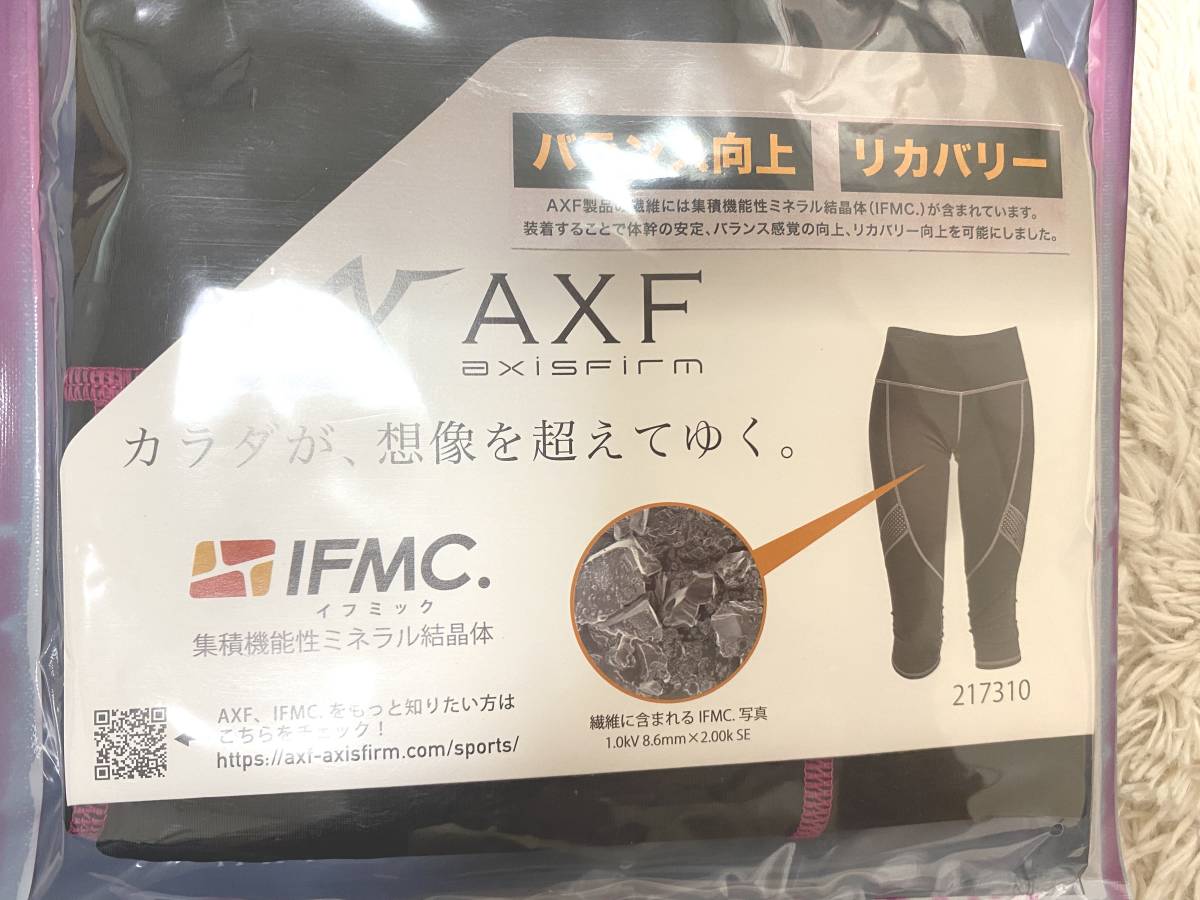 バランス向上
リカバリー
AXF製品の繊維には集積機能性ミネラル結晶体(IFMC.)が含まれています。
装着することで体幹の安定、バランス感覚の向上、リカバリー向上を可能にしました。
AXF
axisfirm
カラダが、想像を超えてゆく。
IFMC.
イフミック
集積機能性ミネラル結晶体
AXF、IFMC.をもっと知りたい方は
こちらをチェック！
https://axf-axisfirm.com/sports/
繊維に含まれる IFMC. 写真
1.0kV 8.6mm×2.00k SE
217310